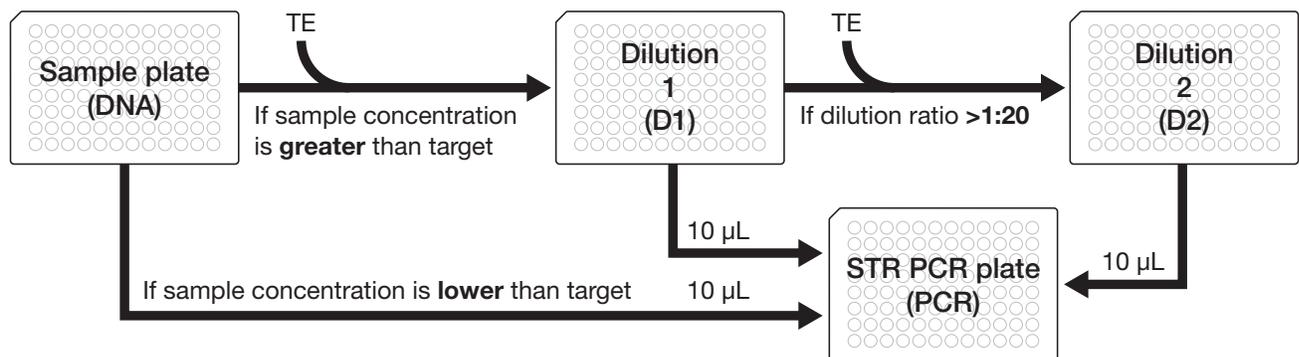 Sample plate
(DNA)
TE
If sample concentration
is greater than target
Dilution
1
(D1)
TE
If dilution ratio >1:20
Dilution
2
(D2)
10 µL
STR PCR plate
(PCR)
10 µL
If sample concentration is lower than target
10 µL